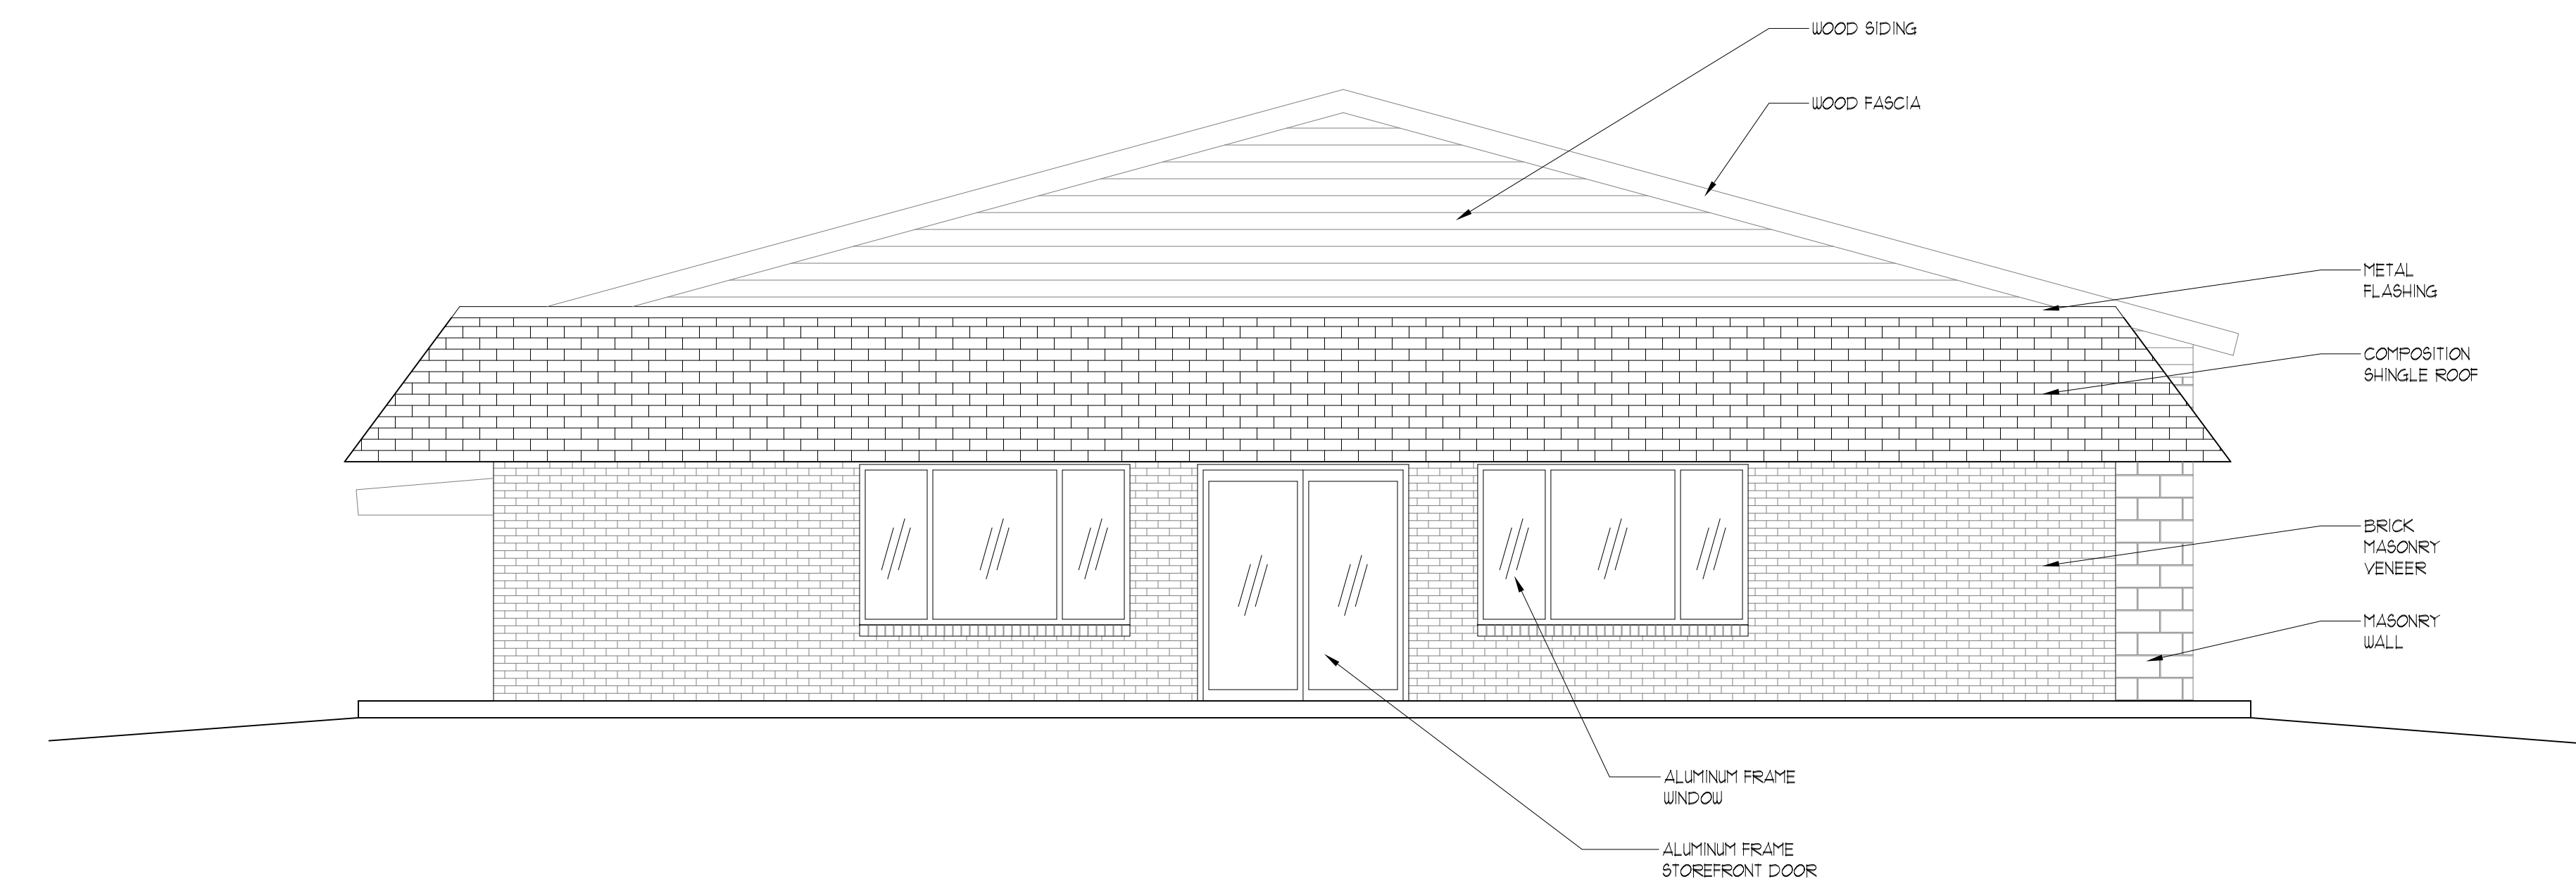 WOOD SIDING
WOOD FASCIA
METAL
FLASHING
COMPOSITION
SHINGLE ROOF
BRICK
MASONRY
VENEER
MASONRY
WALL
ALUMINUM FRAME
WINDOW
ALUMINUM FRAME
STOREFRONT DOOR